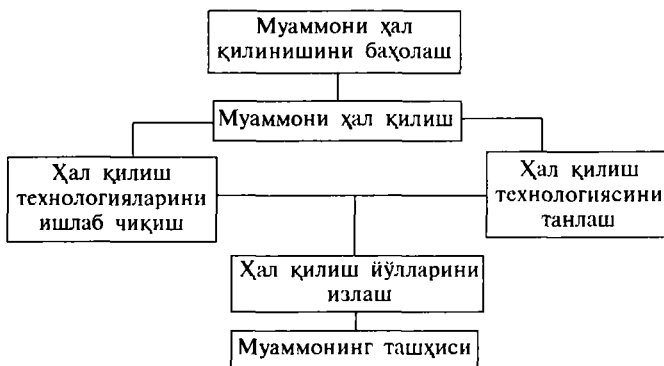 Муаммони ҳал
қилинишини баҳолаш
Муаммони ҳал қилиш
Ҳал қилиш
технологияларини
ишлаб чиқиш
Ҳал қилиш
технологиясини
танлаш
Ҳал қилиш йўлларини
излаш
Муаммонинг ташҳиси